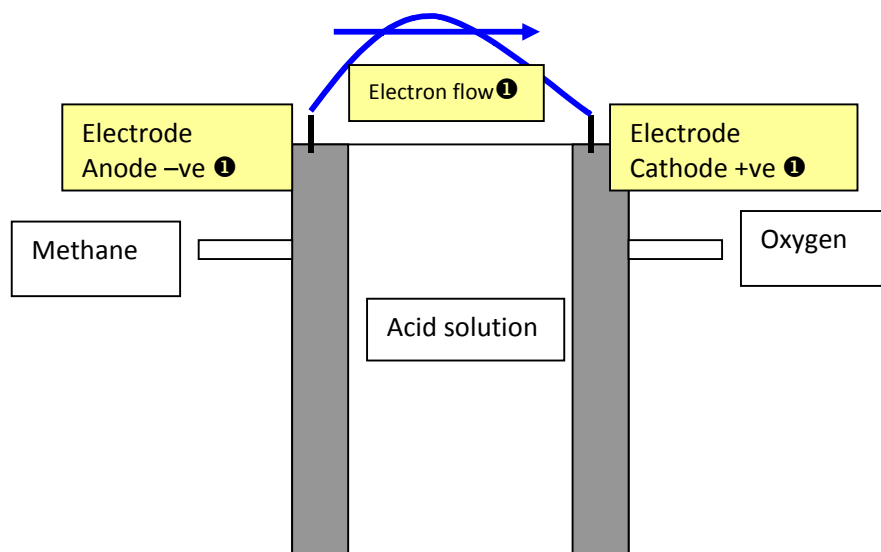 Electron flow❶
Electrode
Anode –ve ❶
Electrode
Cathode +ve ❶
Methane
Oxygen
Acid solution